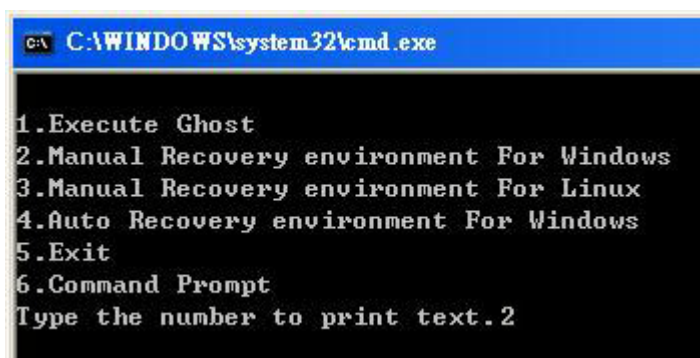 C:\WINDOWS\system32\cmd.exe
1.Execute Ghost
2.Manual Recovery environment For Windows
3.Manual Recovery environment For Linux
4.Auto Recovery environment For Windows
5.Exit
6.Command Prompt
Type the number to print text.2